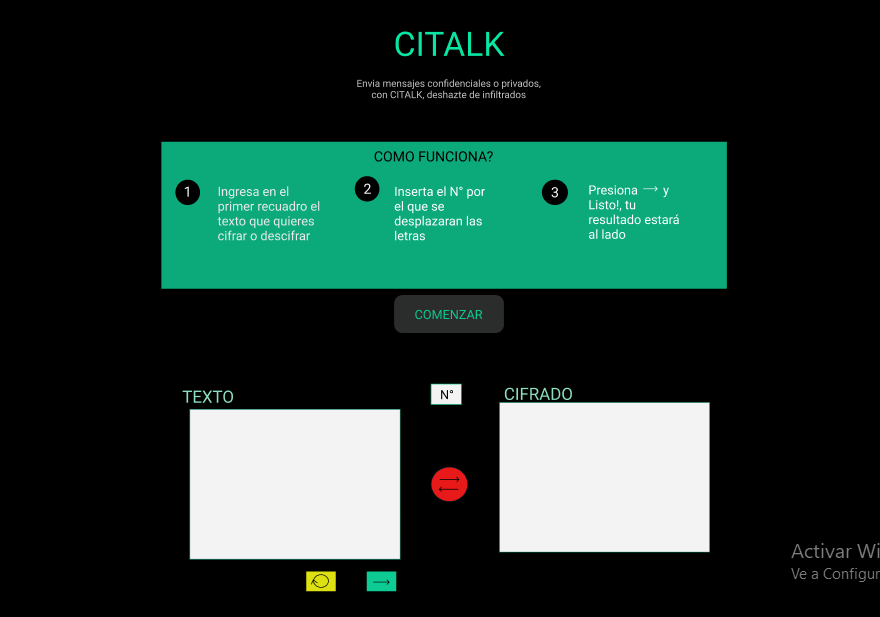 CITALK
Envia mensajes confidenciales o privados,
con CITALK, deshazte de infiltrados
COMO FUNCIONA?
1
Ingresa en el
primer recuadro el
texto que quieres
cifrar o descifrar
2
Inserta el N° por
el que se
desplazaran las
letras
3
Presiona → y
Listo!, tu
resultado estará
al lado
COMENZAR
TEXTO
N°
CIFRADO
Activar Wi
Ve a Configur